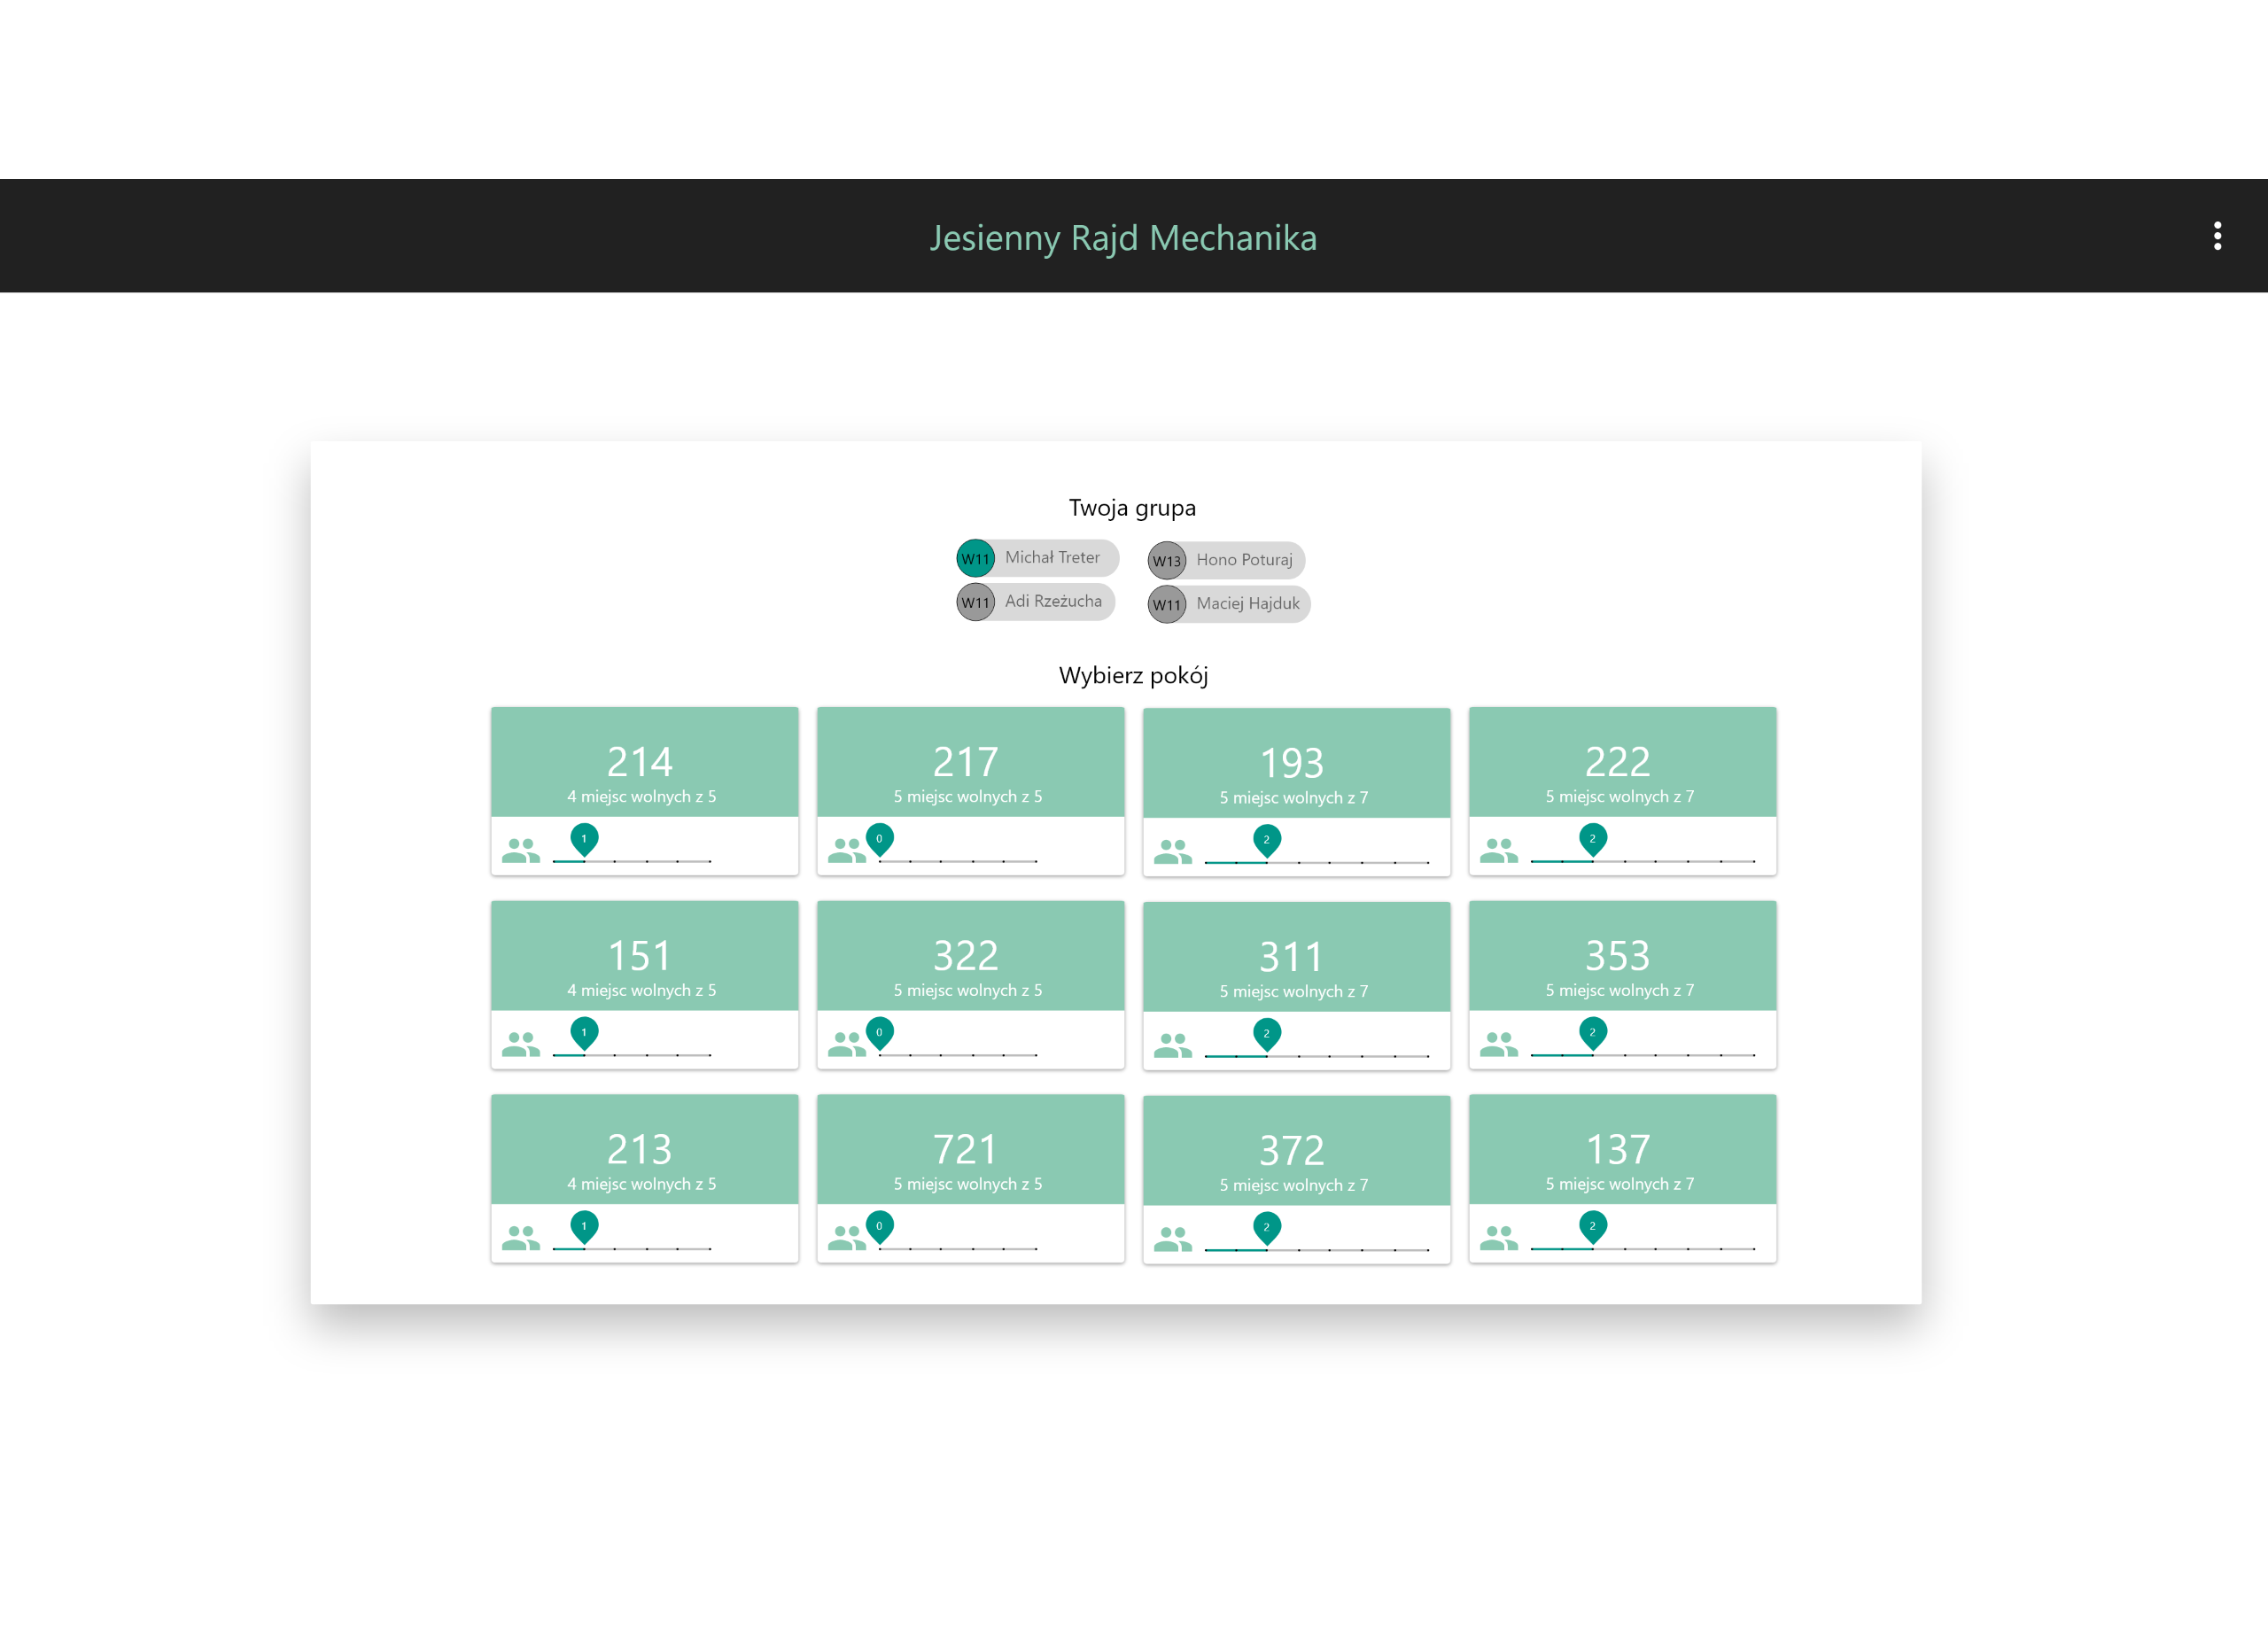 Jesienny Rajd Mechanika
Twoja grupa
W11 Michał Treter
W13 Hono Poturaj
W11 Adi Rzeżucha
W11 Maciej Hajduk
Wybierz pokój
214
4 miejsc wolnych z 5
1
217
5 miejsc wolnych z 5
0
193
5 miejsc wolnych z 7
2
222
5 miejsc wolnych z 7
2
151
4 miejsc wolnych z 5
1
322
5 miejsc wolnych z 5
0
311
5 miejsc wolnych z 7
2
353
5 miejsc wolnych z 7
2
213
4 miejsc wolnych z 5
1
721
5 miejsc wolnych z 5
0
372
5 miejsc wolnych z 7
2
137
5 miejsc wolnych z 7
2